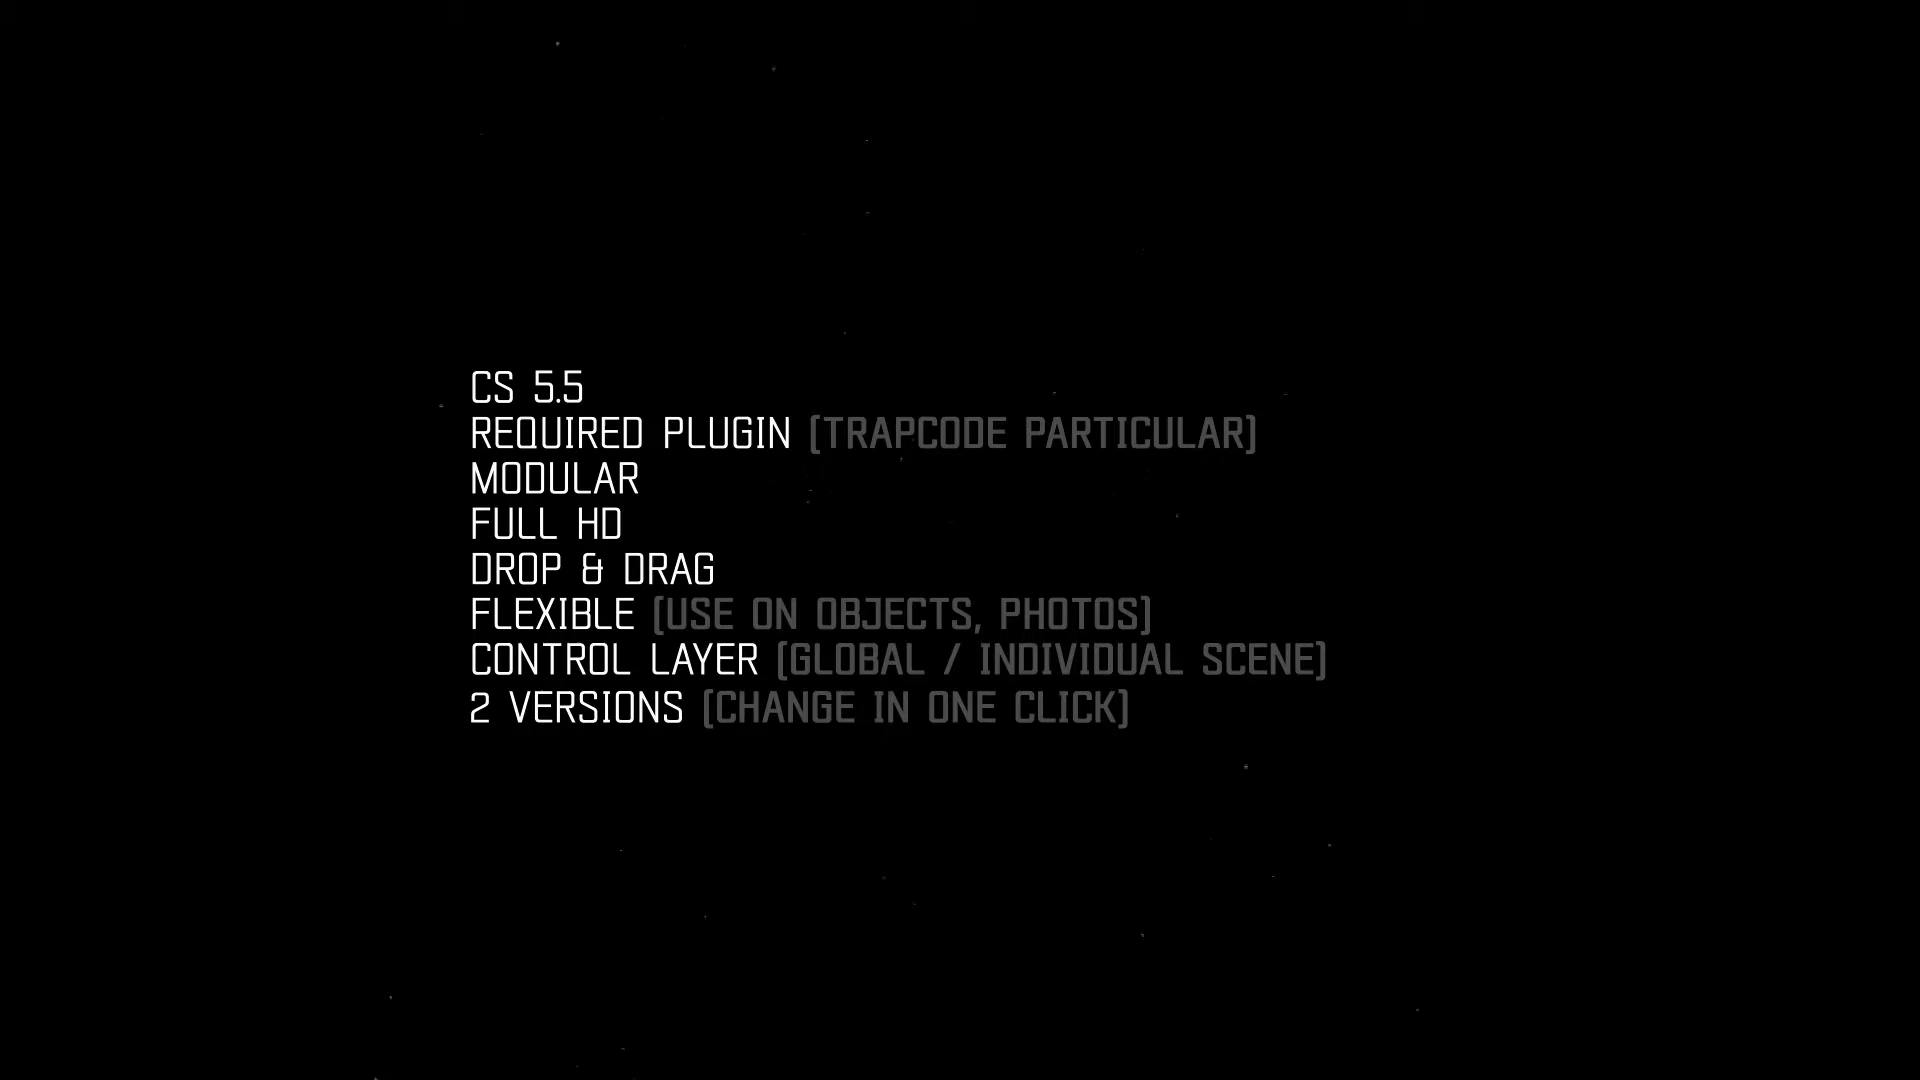 CS 5.5
REQUIRED PLUGIN [TRAPCODE PARTICULAR]
MODULAR
FULL HD
DROP & DRAG
FLEXIBLE [USE ON OBJECTS, PHOTOS]
CONTROL LAYER [GLOBAL / INDIVIDUAL SCENE]
2 VERSIONS [CHANGE IN ONE CLICK]